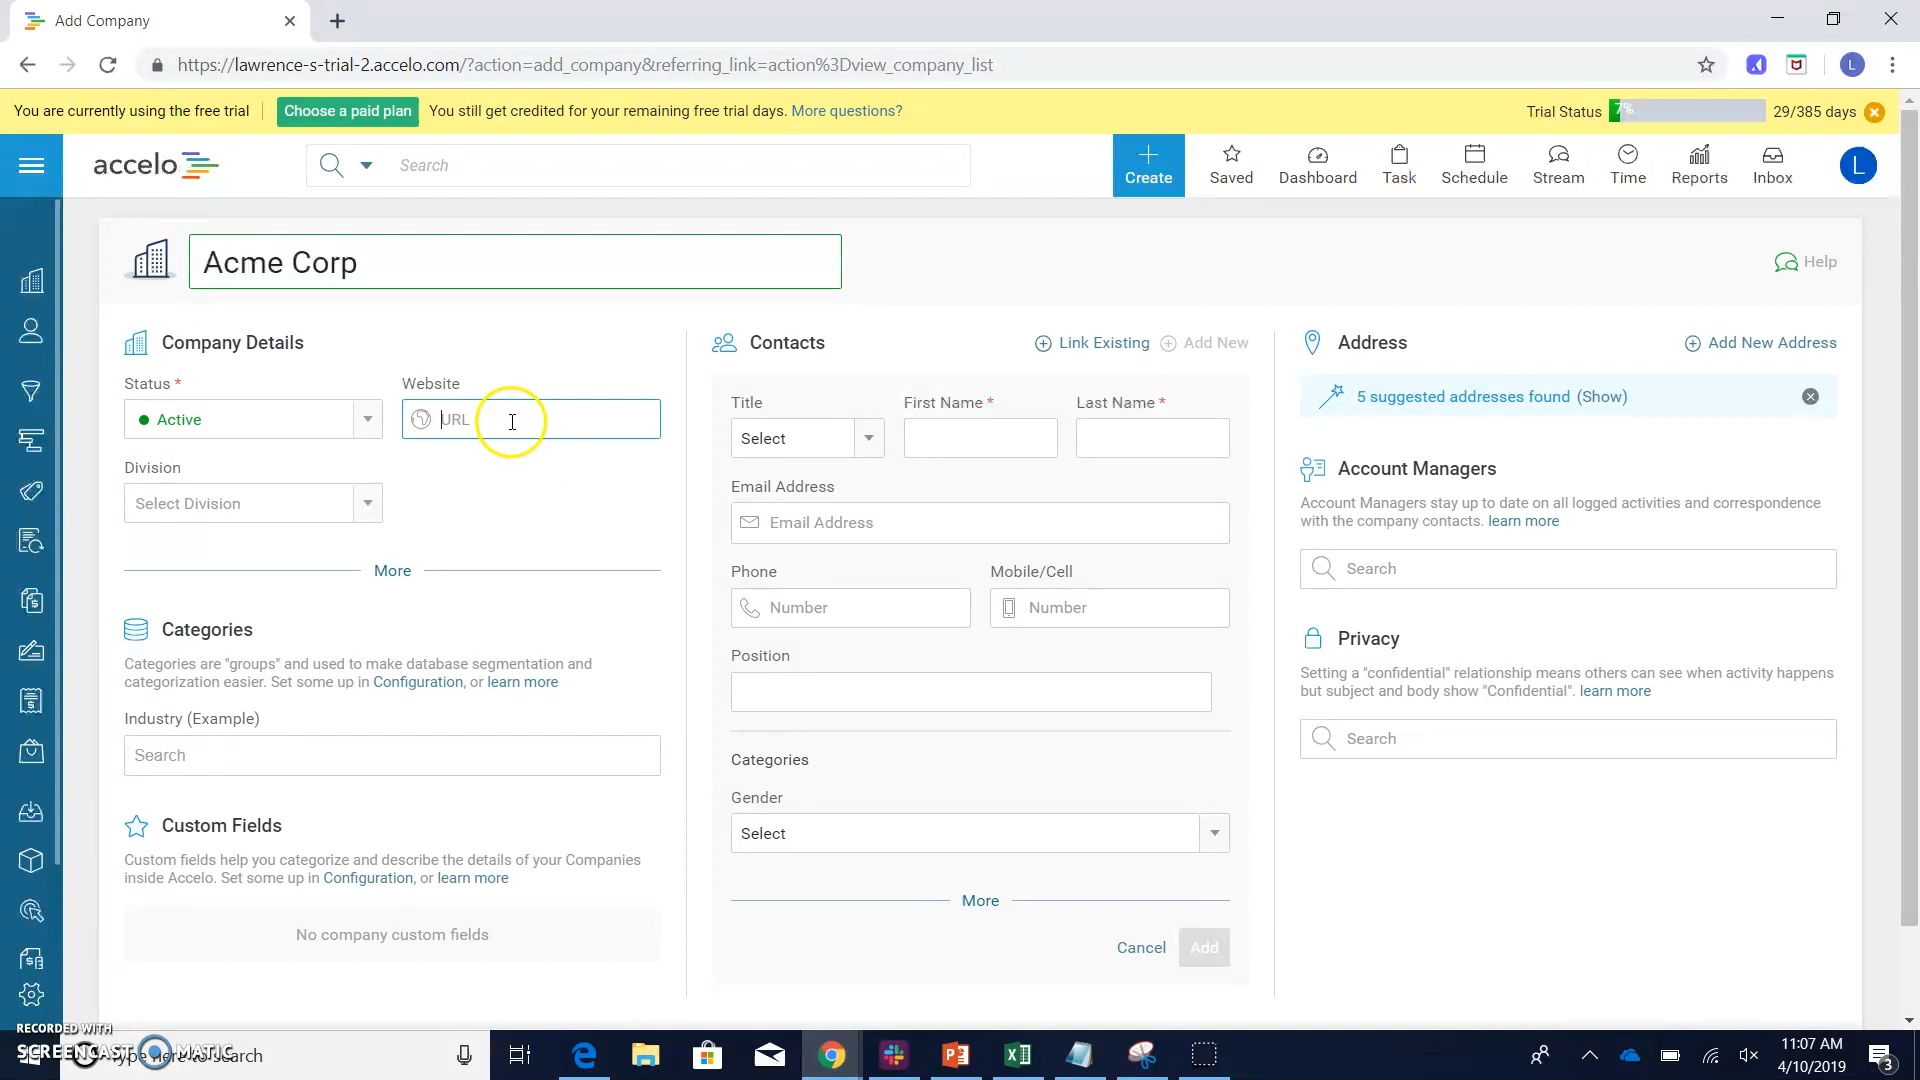 Add Company
https://lawrence-s-trial-2.accelo.com/?action=add_company&referring_link=action%3Dview_company_list
L
You are currently using the free trial
Choose a paid plan
You still get credited for your remaining free trial days. More questions?
Trial Status
7%
29/385 days
accelo
Search
Create
Saved
Dashboard
Task
Schedule
Stream
Time
Reports
Inbox
L
Acme Corp
Help
Company Details
Status *
Active
Website
URL
Division
Select Division
More
Categories
Categories are "groups" and used to make database segmentation and
categorization easier. Set some up in Configuration, or learn more
Industry (Example)
Search
Custom Fields
Custom fields help you categorize and describe the details of your Companies
inside Accelo. Set some up in Configuration, or learn more
No company custom fields
Contacts
Link Existing
Add New
Title
Select
First Name *
Last Name *
Email Address
Email Address
Phone
Number
Mobile/Cell
Number
Position
Categories
Gender
Select
More
Cancel
Add
Address
Add New Address
5 suggested addresses found (Show)
Account Managers
Account Managers stay up to date on all logged activities and correspondence
with the company contacts. learn more
Search
Privacy
Setting a "confidential" relationship means others can see when activity happens
but subject and body show "Confidential". learn more
Search
RECORDED WITH
SCREENCAST MATIC
Type here to search
11:07 AM
4/10/2019
3